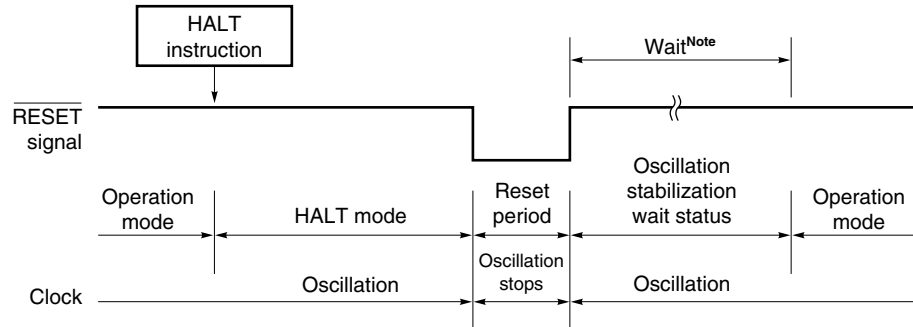 HALT
instruction
Wait Note
RESET
signal
Operation
mode
HALT mode
Reset
period
Oscillation
stabilization
wait status
Operation
mode
Clock
Oscillation
Oscillation
stops
Oscillation